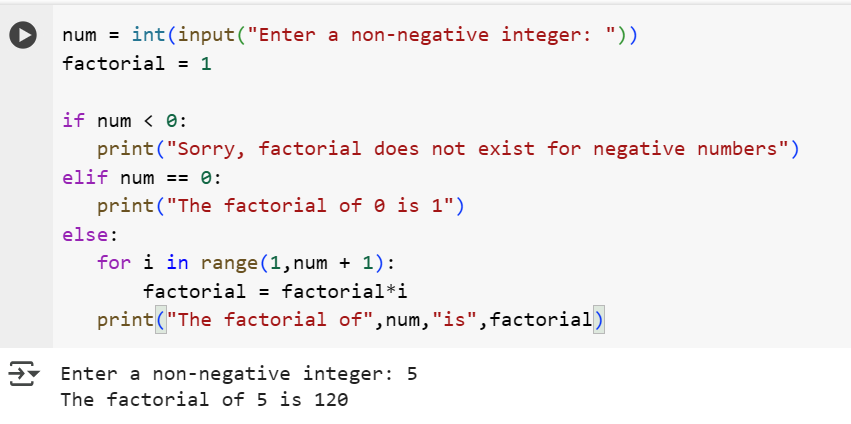 num = int(input("Enter a non-negative integer: "))
factorial = 1

if num < 0:
   print("Sorry, factorial does not exist for negative numbers")
elif num == 0:
   print("The factorial of 0 is 1")
else:
   for i in range(1,num + 1):
       factorial = factorial*i
   print("The factorial of",num,"is",factorial)
Enter a non-negative integer: 5
The factorial of 5 is 120